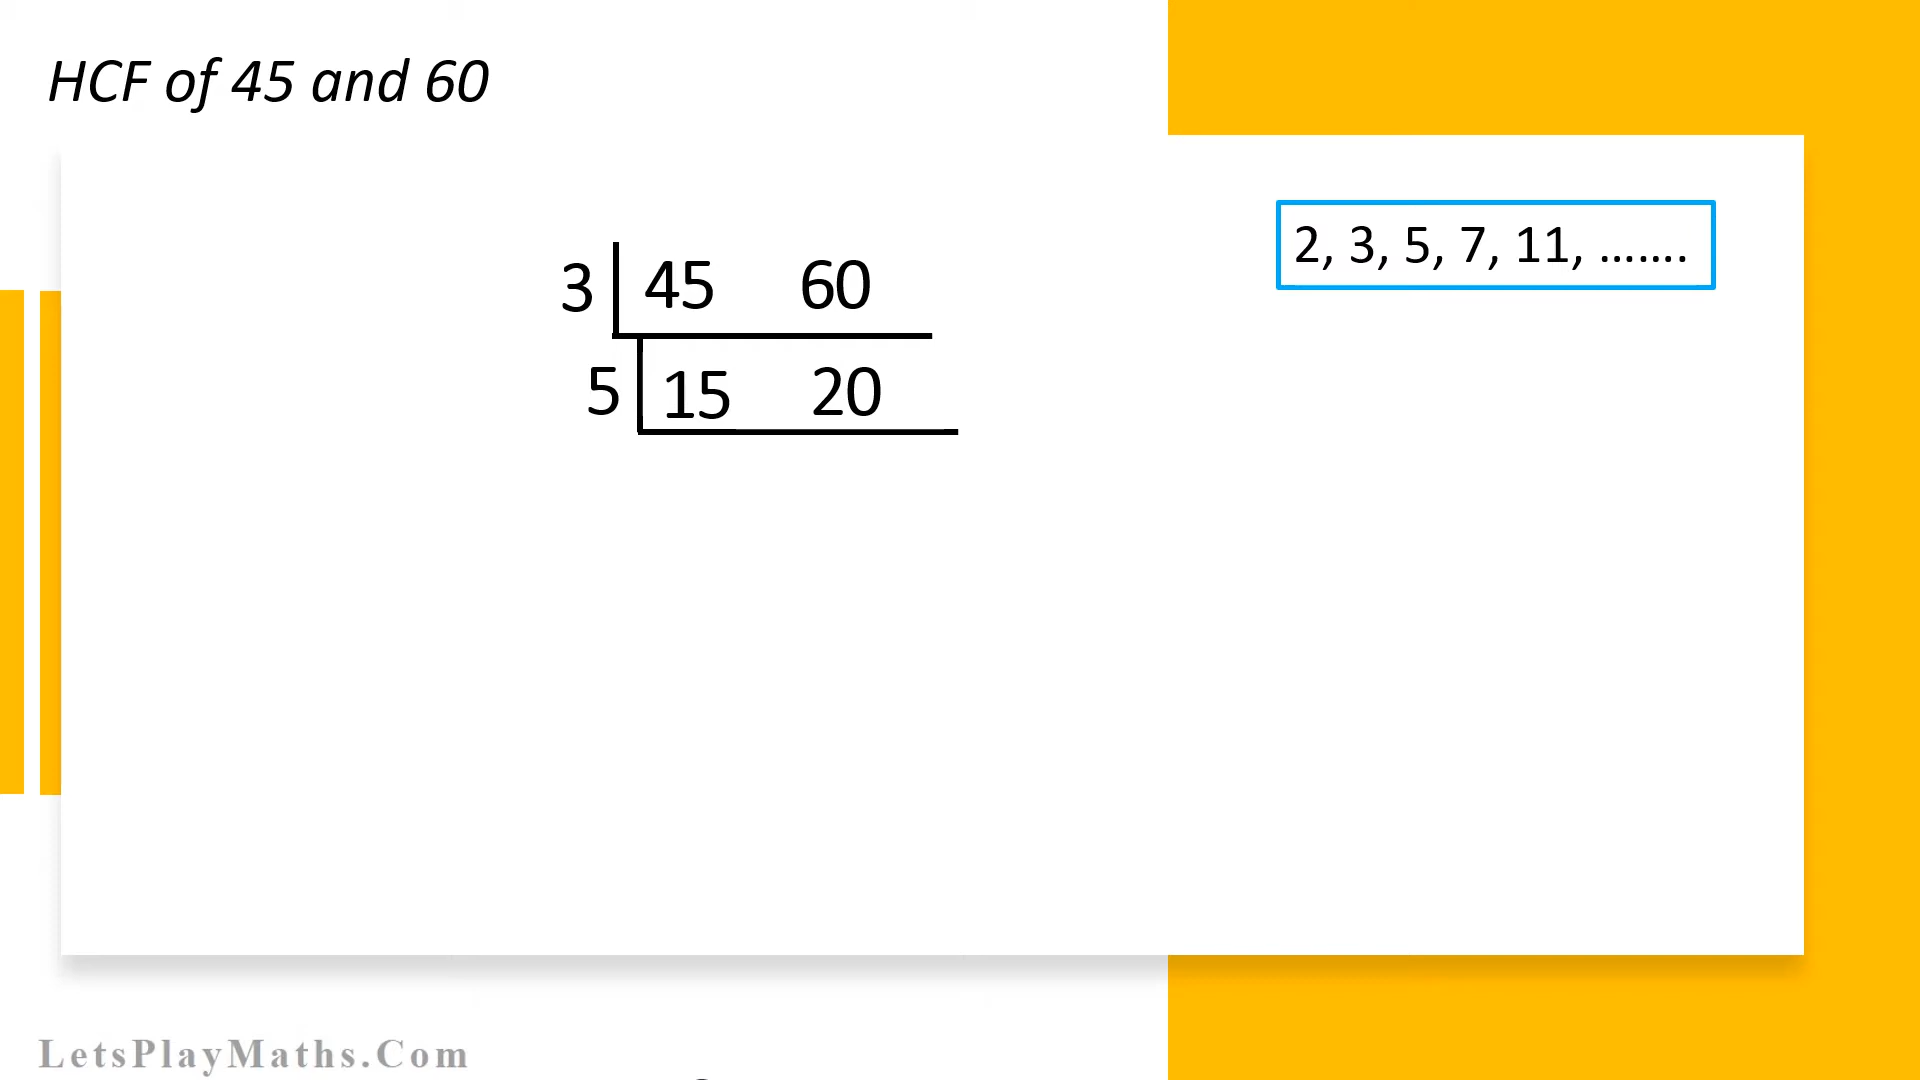 HCF of 45 and 60
2, 3, 5, 7, 11, .......
3 45 60
5 15 20
LetsPlayMaths.Com